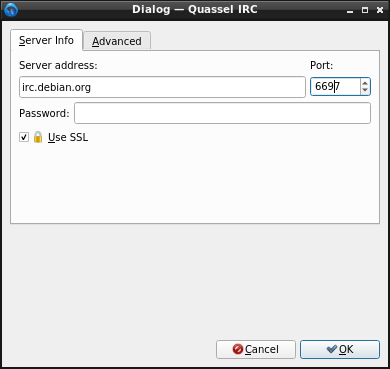 Dialog — Quassel IRC
Server Info
Advanced
Server address:
Port:
irc.debian.org
6697
Password:
Use SSL
Cancel
OK